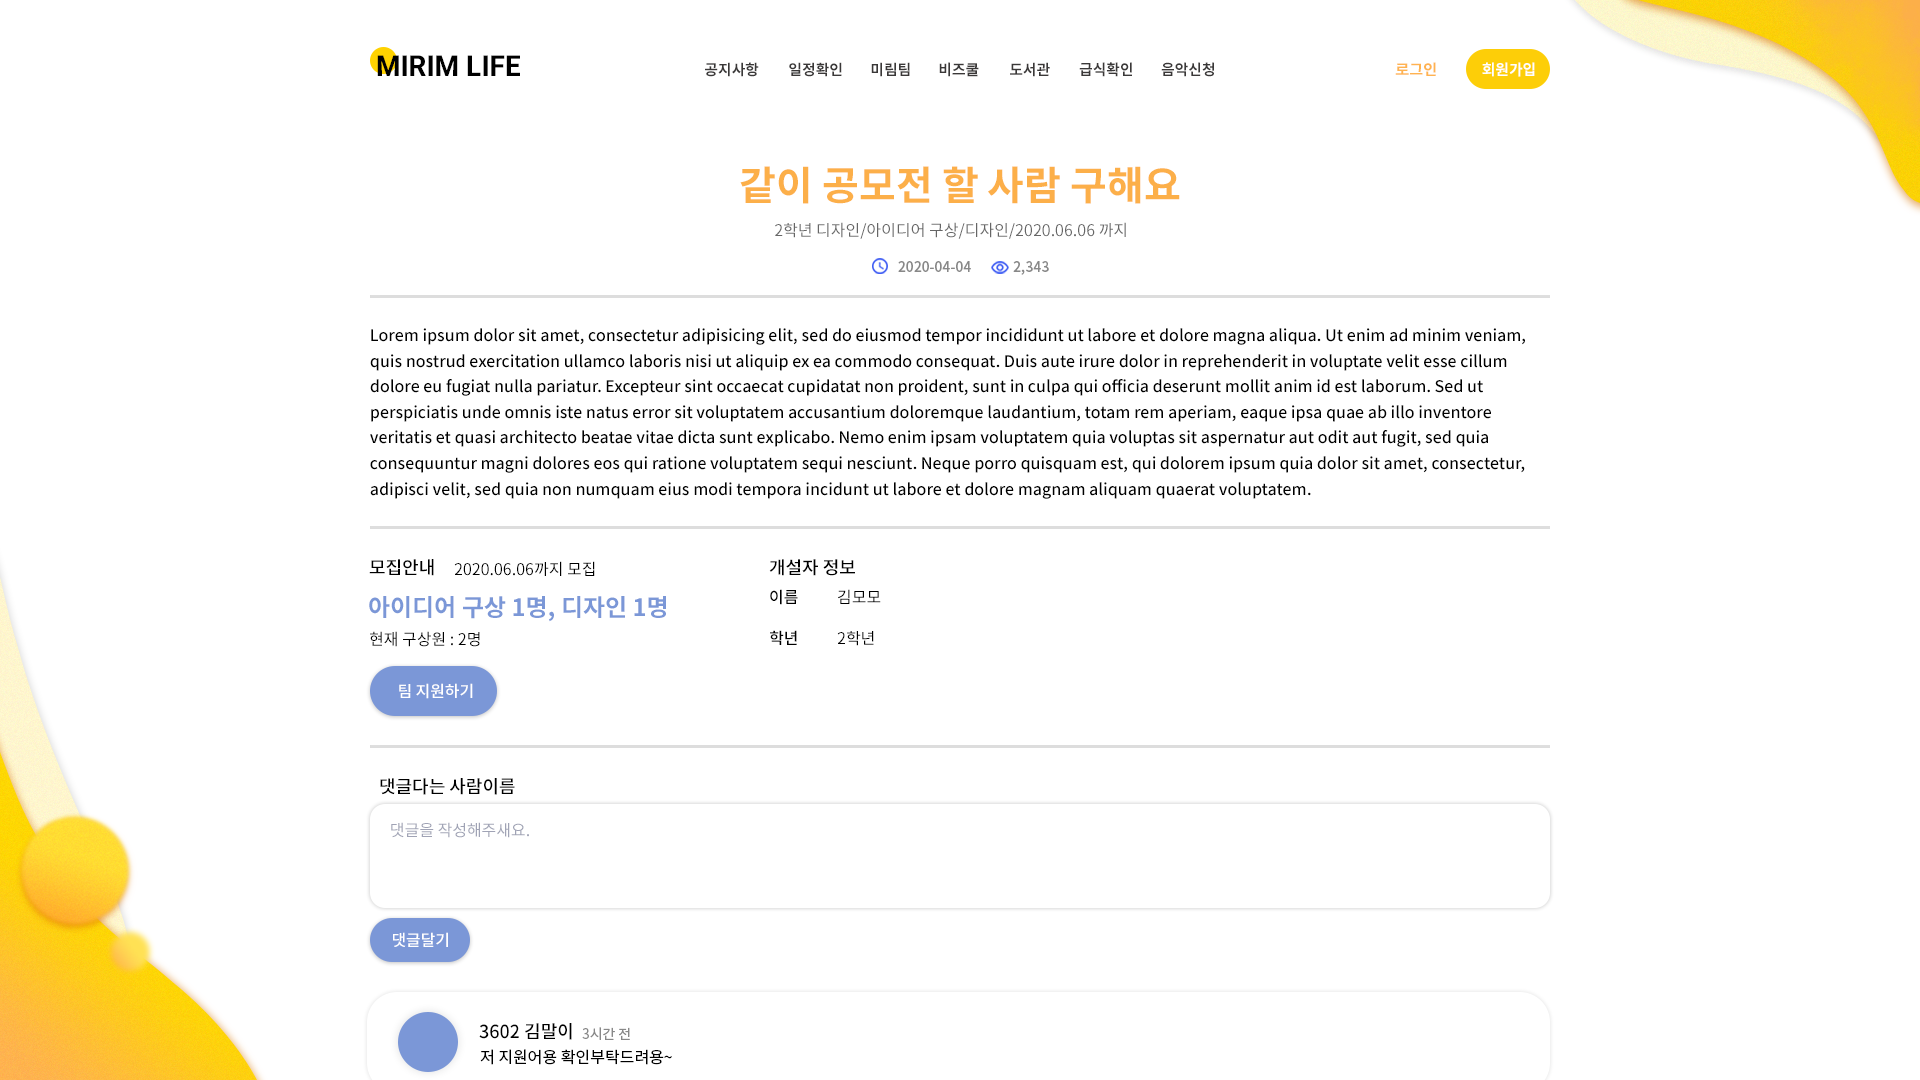 MIRIM LIFE
공지사항 일정확인 미림팀 비즈쿨 도서관 급식확인 음악신청
로그인 회원가입
같이 공모전 할 사람 구해요
2학년 디자인/아이디어 구상/디자인/2020.06.06 까지
2020-04-04 2,343
Lorem ipsum dolor sit amet, consectetur adipisicing elit, sed do eiusmod tempor incididunt ut labore et dolore magna aliqua. Ut enim ad minim veniam,
quis nostrud exercitation ullamco laboris nisi ut aliquip ex ea commodo consequat. Duis aute irure dolor in reprehenderit in voluptate velit esse cillum
dolore eu fugiat nulla pariatur. Excepteur sint occaecat cupidatat non proident, sunt in culpa qui officia deserunt mollit anim id est laborum. Sed ut
perspiciatis unde omnis iste natus error sit voluptatem accusantium doloremque laudantium, totam rem aperiam, eaque ipsa quae ab illo inventore
veritatis et quasi architecto beatae vitae dicta sunt explicabo. Nemo enim ipsam voluptatem quia voluptas sit aspernatur aut odit aut fugit, sed quia
consequuntur magni dolores eos qui ratione voluptatem sequi nesciunt. Neque porro quisquam est, qui dolorem ipsum quia dolor sit amet, consectetur,
adipisci velit, sed quia non numquam eius modi tempora incidunt ut labore et dolore magnam aliquam quaerat voluptatem.
모집안내 2020.06.06까지 모집
아이디어 구상 1명, 디자인 1명
현재 구상원 : 2명
팀 지원하기
개설자 정보
이름 김모모
학년 2학년
댓글다는 사람이름
댓글을 작성해주새요.
댓글달기
3602 김말이 3시간 전
저 지원어용 확인부탁드려용~